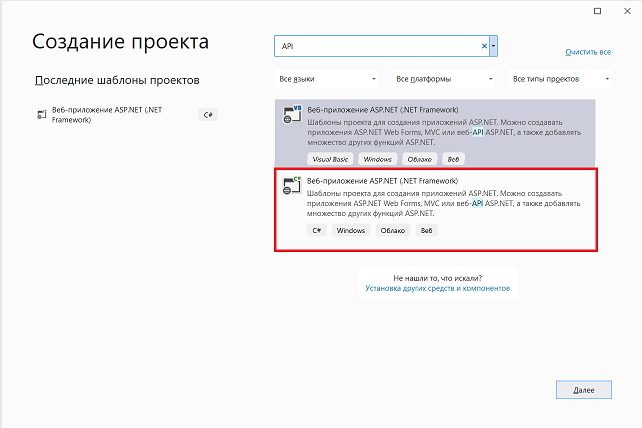 Создание проекта
API
Очистить все
Последние шаблоны проектов
Все языки
Все платформы
Все типы проектов
Веб-приложение ASP.NET (.NET
Framework)
C#
VB
Веб-приложение ASP.NET (.NET Framework)
Шаблоны проекта для создания приложений ASP.NET. Можно создавать
приложения ASP.NET Web Forms, MVC или веб-API ASP.NET, а также добавлять
множество других функций ASP.NET.
Visual Basic
Windows
Облако
Веб
C#
Веб-приложение ASP.NET (.NET Framework)
Шаблоны проекта для создания приложений ASP.NET. Можно создавать
приложения ASP.NET Web Forms, MVC или веб-API ASP.NET, а также добавлять
множество других функций ASP.NET.
C#
Windows
Облако
Веб
Не нашли то, что искали?
Установка других средств и компонентов
Далее